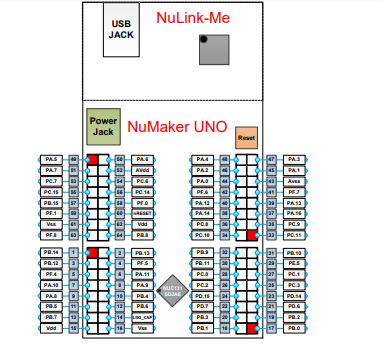 USB
JACK
NuLink-Me
Power
Jack
NuMaker UNO
Reset
PA.5 49 50 PA.6 PA.4 48 47 PA.3
PA.7 51 52 AVdd PA.2 46 45 PA.1
PC.7 53 54 PC.6 PA.0 44 43 Avss
PC.15 55 56 PC.14 PF.6 42 41 PF.7
PB.15 57 58 PF.0 PA.12 40 39 PA.13
PF.1 59 60 nRESET PA.14 38 37 PA.15
Vss 61 62 Vdd PC.8 36 35 PC.9
PF.8 63 64 PB.8 PC.10 34 33 PC.11
PB.14 1 2 PB.13 PB.9 32 31 PB.10
PB.12 3 4 PF.5 PB.11 30 29 PE.5
PF.4 5 6 PA.11 PC.0 28 27 PC.1
PA.10 7 8 PA.9 PC.2 26 25 PC.3
NUC131
SD2AE
PA.8 9 10 PB.4 PD.15 24 23 PD.14
PB.5 11 12 PB.6 PD.7 22 21 PD.6
PB.7 13 14 LDO_CAP PB.3 20 19 PB.2
Vdd 15 16 Vss PB.1 18 17 PB.0